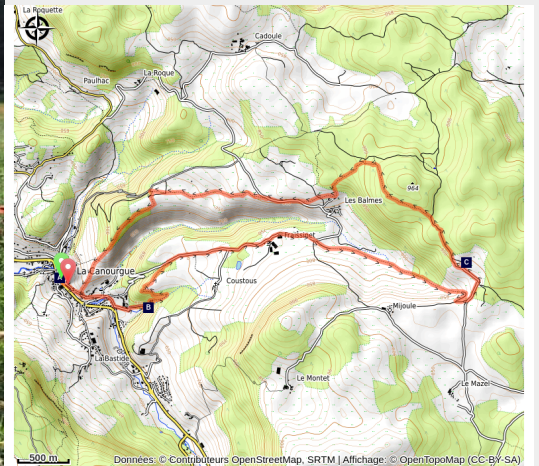 La Roquette
Cadoule
La Roque
Paulhac
964
Les Balmes
Fraissinet
C
La Canourgue
Coustous
B
Mijoule
La Bastide
Le Montet
Le Mazel
500 m
Données: © Contributeurs OpenStreetMap, SRTM | Affichage: © OpenTopoMap (CC-BY-SA)